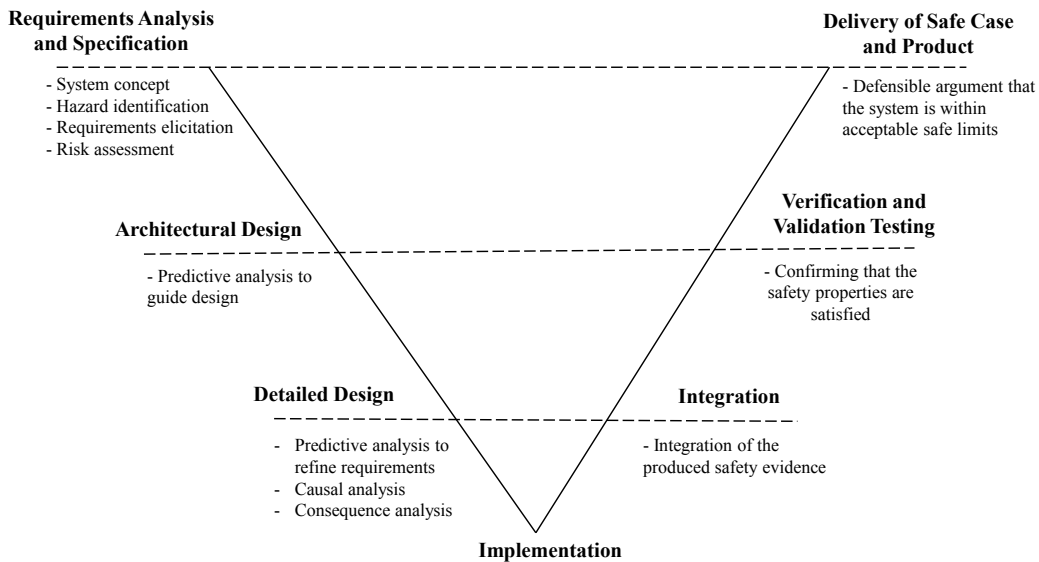 Requirements Analysis
and Specification
- System concept
- Hazard identification
- Requirements elicitation
- Risk assessment
Delivery of Safe Case
and Product
- Defensible argument that
the system is within
acceptable safe limits
Architectural Design
- Predictive analysis to
guide design
Verification and
Validation Testing
- Confirming that the
safety properties are
satisfied
Detailed Design
- Predictive analysis to
refine requirements
- Causal analysis
- Consequence analysis
Integration
- Integration of the
produced safety evidence
Implementation